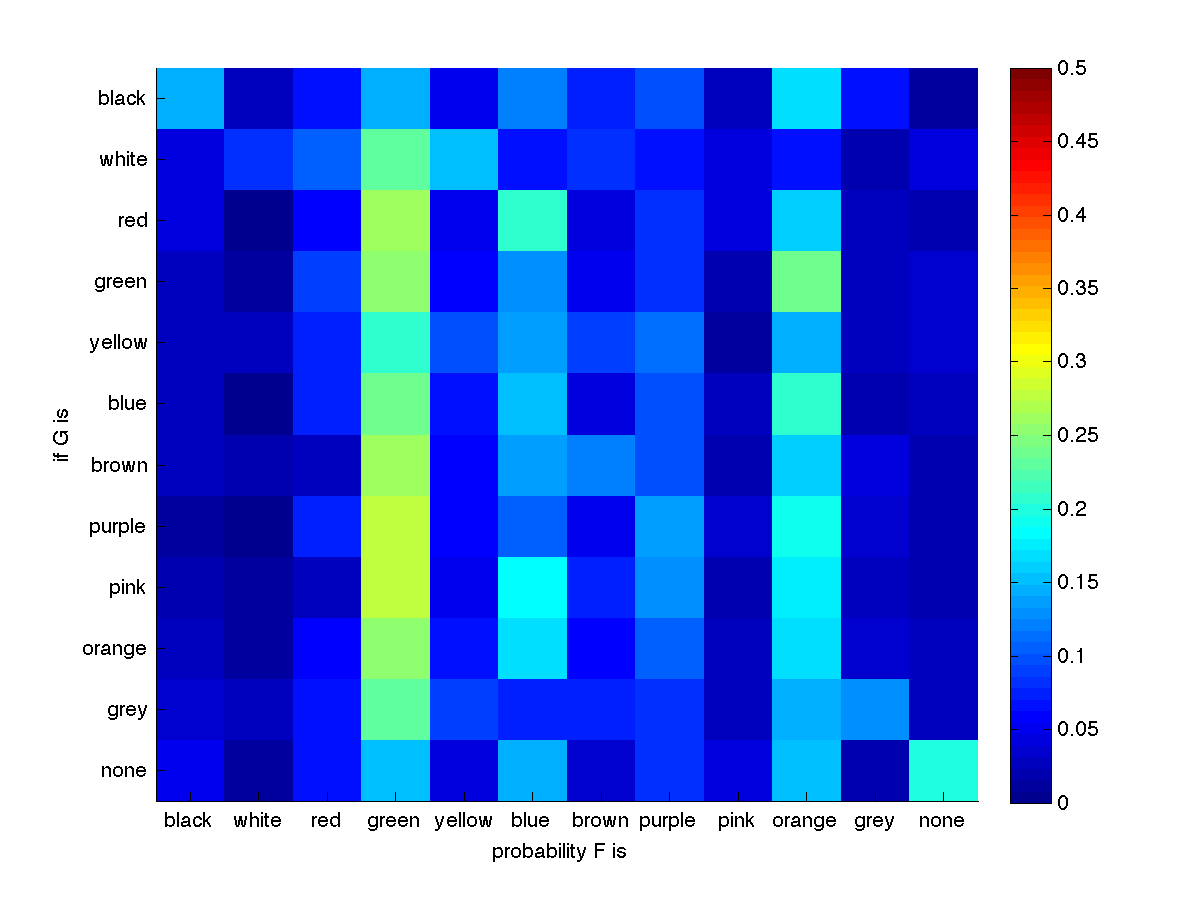 black
white
red
green
yellow
blue
brown
purple
pink
orange
grey
none
if G is
black white red green yellow blue brown purple pink orange grey none
probability F is
0.5
0.45
0.4
0.35
0.3
0.25
0.2
0.15
0.1
0.05
0